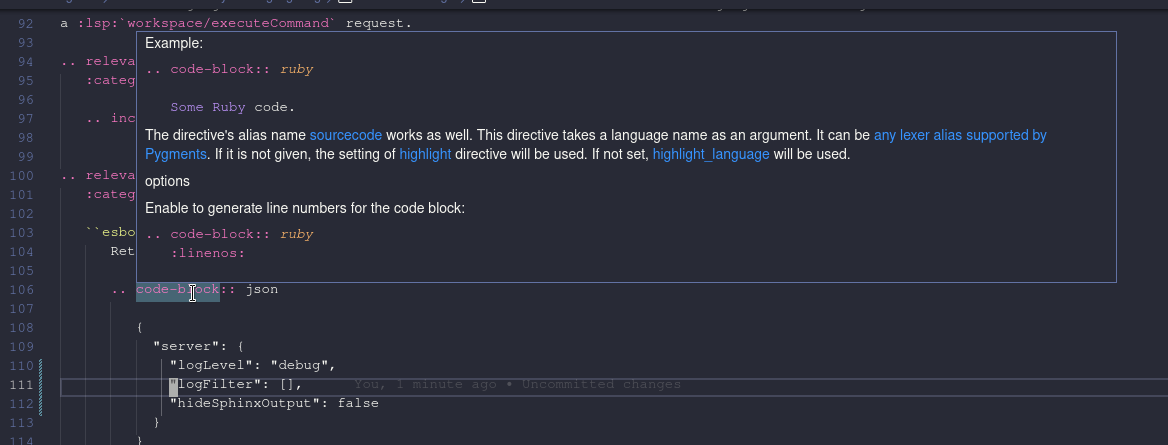 92 a :lsp:`workspace/executeCommand` request.
93
94 .. releva
95 :categ
96
97 .. inc
98
99
100 .. releva
101 :categ
102
103 ``esbo
104 Ret
105
Example:
.. code-block:: ruby
Some Ruby code.
The directive's alias name sourcecode works as well. This directive takes a language name as an argument. It can be any lexer alias supported by
Pygments. If it is not given, the setting of highlight directive will be used. If not set, highlight_language will be used.
options
Enable to generate line numbers for the code block:
.. code-block:: ruby
:linenos:
106 .. code-block:: json
107
108 {
109 "server": {
110 "logLevel": "debug",
111 "logFilter": [], You, 1 minute ago • Uncommitted changes
112 "hideSphinxOutput": false
113 }
114 }